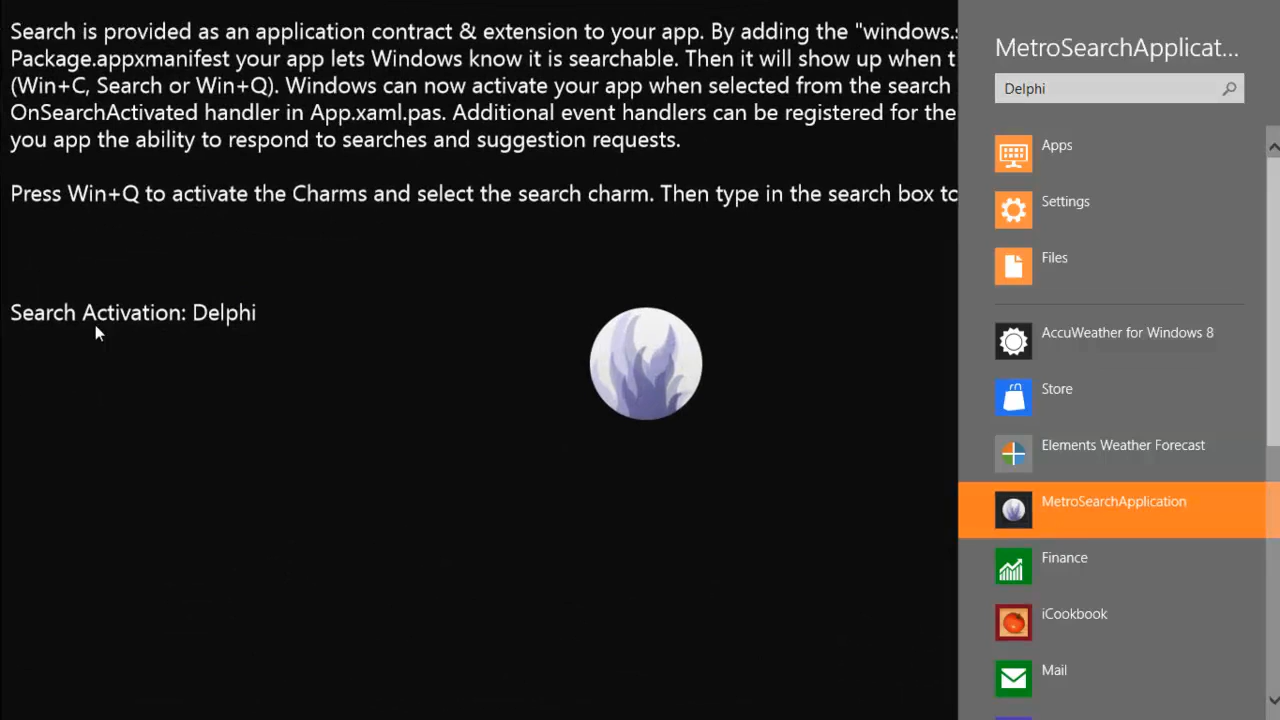 Search is provided as an application contract & extension to your app. By adding the "windows.
Package.appxmanifest your app lets Windows know it is searchable. Then it will show up when
(Win+C, Search or Win+Q). Windows can now activate your app when selected from the search
OnSearchActivated handler in App.xaml.pas. Additional event handlers can be registered for the
you app the ability to respond to searches and suggestion requests.
Press Win+Q to activate the Charms and select the search charm. Then type in the search box
Search Activation: Delphi
MetroSearchApplicat...
Delphi
Apps
Settings
Files
AccuWeather for Windows 8
Store
Elements Weather Forecast
MetroSearchApplication
Finance
iCookbook
Mail